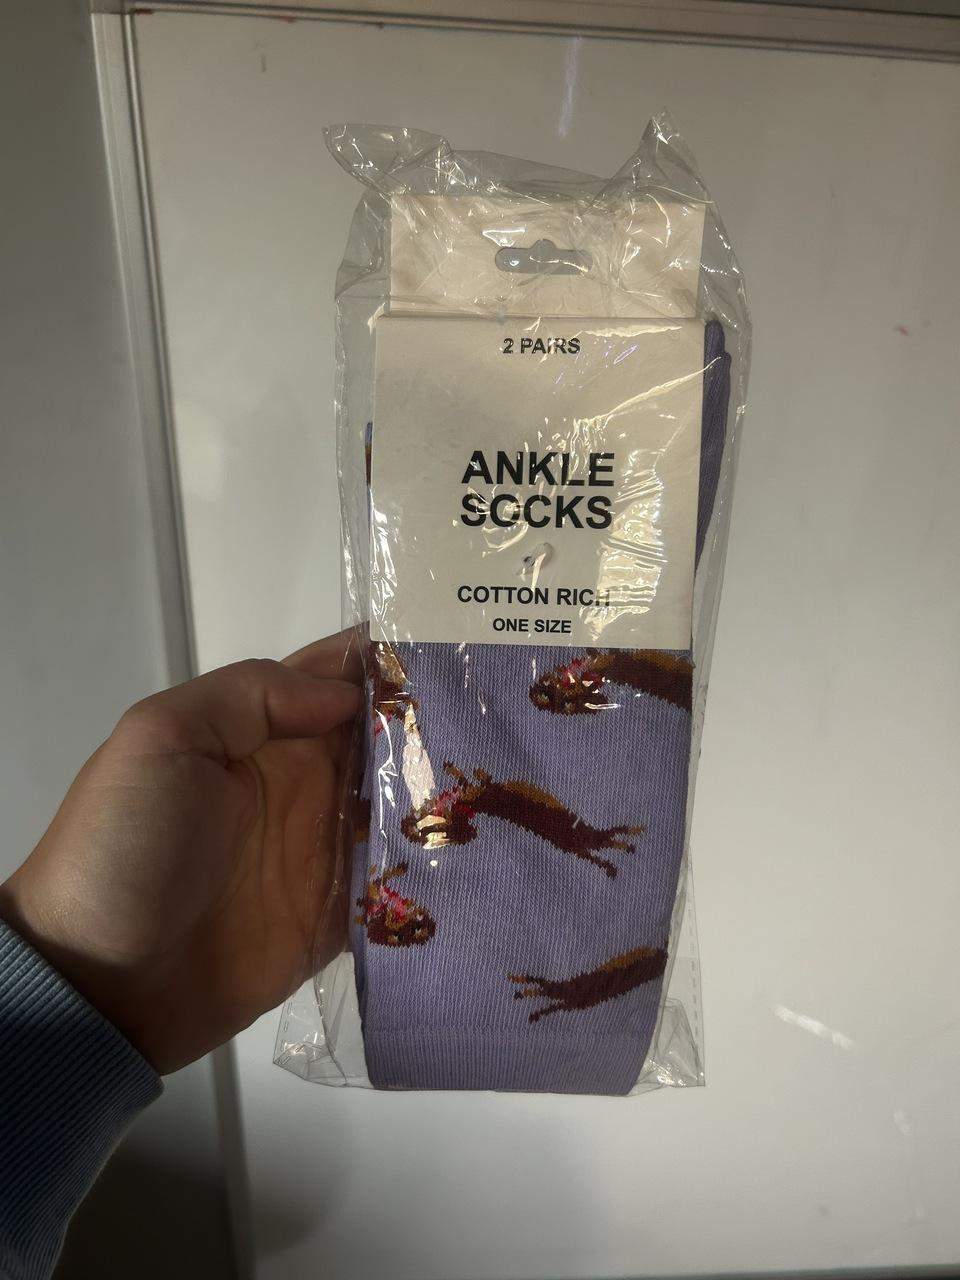 2 PAIRS
ANKLE
SOCKS
COTTON RICH
ONE SIZE